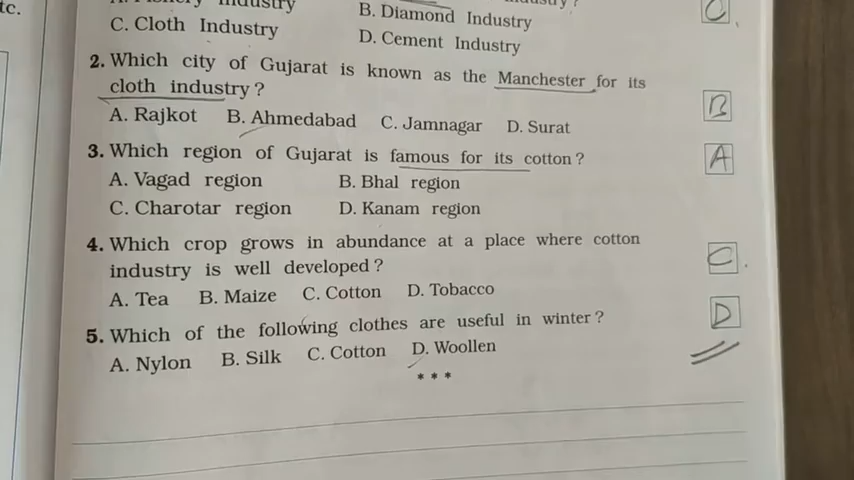 tc.
Industry
B. Diamond Industry
C
C. Cloth Industry
D. Cement Industry
2. Which city of Gujarat is known as the Manchester for its
cloth industry?
B
A. Rajkot B. Ahmedabad C. Jamnagar D. Surat
3. Which region of Gujarat is famous for its cotton?
A
A. Vagad region B. Bhal region
C. Charotar region D. Kanam region
4. Which crop grows in abundance at a place where cotton
industry is well developed?
C.
A. Tea B. Maize C. Cotton D. Tobacco
5. Which of the following clothes are useful in winter?
D
A. Nylon B. Silk C. Cotton D. Woollen
* * *